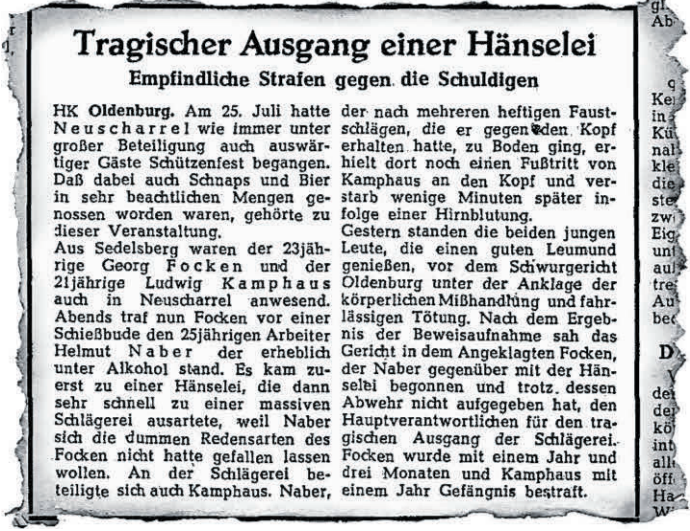 Tragischer Ausgang einer Hänselei
Empfindliche Strafen gegen die Schuldigen
HK Oldenburg. Am 25. Juli hatte
Neuscharrel wie immer unter
großer Beteiligung auch auswär-
tiger Gäste Schützenfest begangen.
Daß dabei auch Schnaps und Bier
in sehr beachtlichen Mengen ge-
nossen worden waren, gehörte zu
dieser Veranstaltung.
Aus Sedelsberg waren der 23jäh-
rige Georg Focken und der
21jährige Ludwig Kamphaus
auch in Neuscharrel anwesend.
Abends traf nun Focken vor einer
Schießbude den 25jährigen Arbeiter
Helmut Naber der erheblich
unter Alkohol stand. Es kam zu-
erst zu einer Hänselei, die dann
sehr schnell zu einer massiven
Schlägerei ausartete, weil Naber
sich die dummen Redensarten des
Focken nicht hatte gefallen lassen
wollen. An der Schlägerei be-
teiligte sich auch Kamphaus. Naber,
der nach mehreren heftigen Faust-
schlägen, die er gegen den Kopf
erhalten hatte, zu Boden ging, er-
hielt dort noch einen Fußtritt von
Kamphaus an den Kopf und ver-
starb wenige Minuten später in-
folge einer Hirnblutung.
Gestern standen die beiden jungen
Leute, die einen guten Leumund
genießen, vor dem Schwurgericht
Oldenburg unter der Anklage der
körperlichen Mißhandlung und fahr-
lässigen Tötung. Nach dem Ergeb-
nis der Beweisaufnahme sah das
Gericht in dem Angeklagten Focken,
der Naber gegenüber mit der Hän-
selei begonnen und trotz dessen
Abwehr nicht aufgegeben hat, den
Hauptverantwortlichen für den tra-
gischen Ausgang der Schlägerei.
Focken wurde mit einem Jahr und
drei Monaten und Kamphaus mit
einem Jahr Gefängnis bestraft.